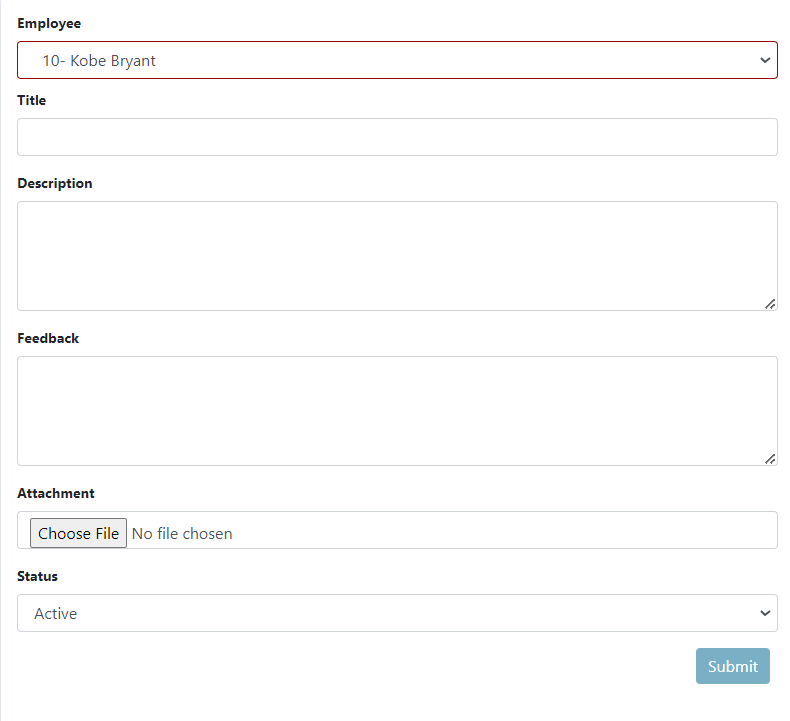 Employee
10- Kobe Bryant
Title
Description
Feedback
Attachment
Choose File No file chosen
Status
Active
Submit